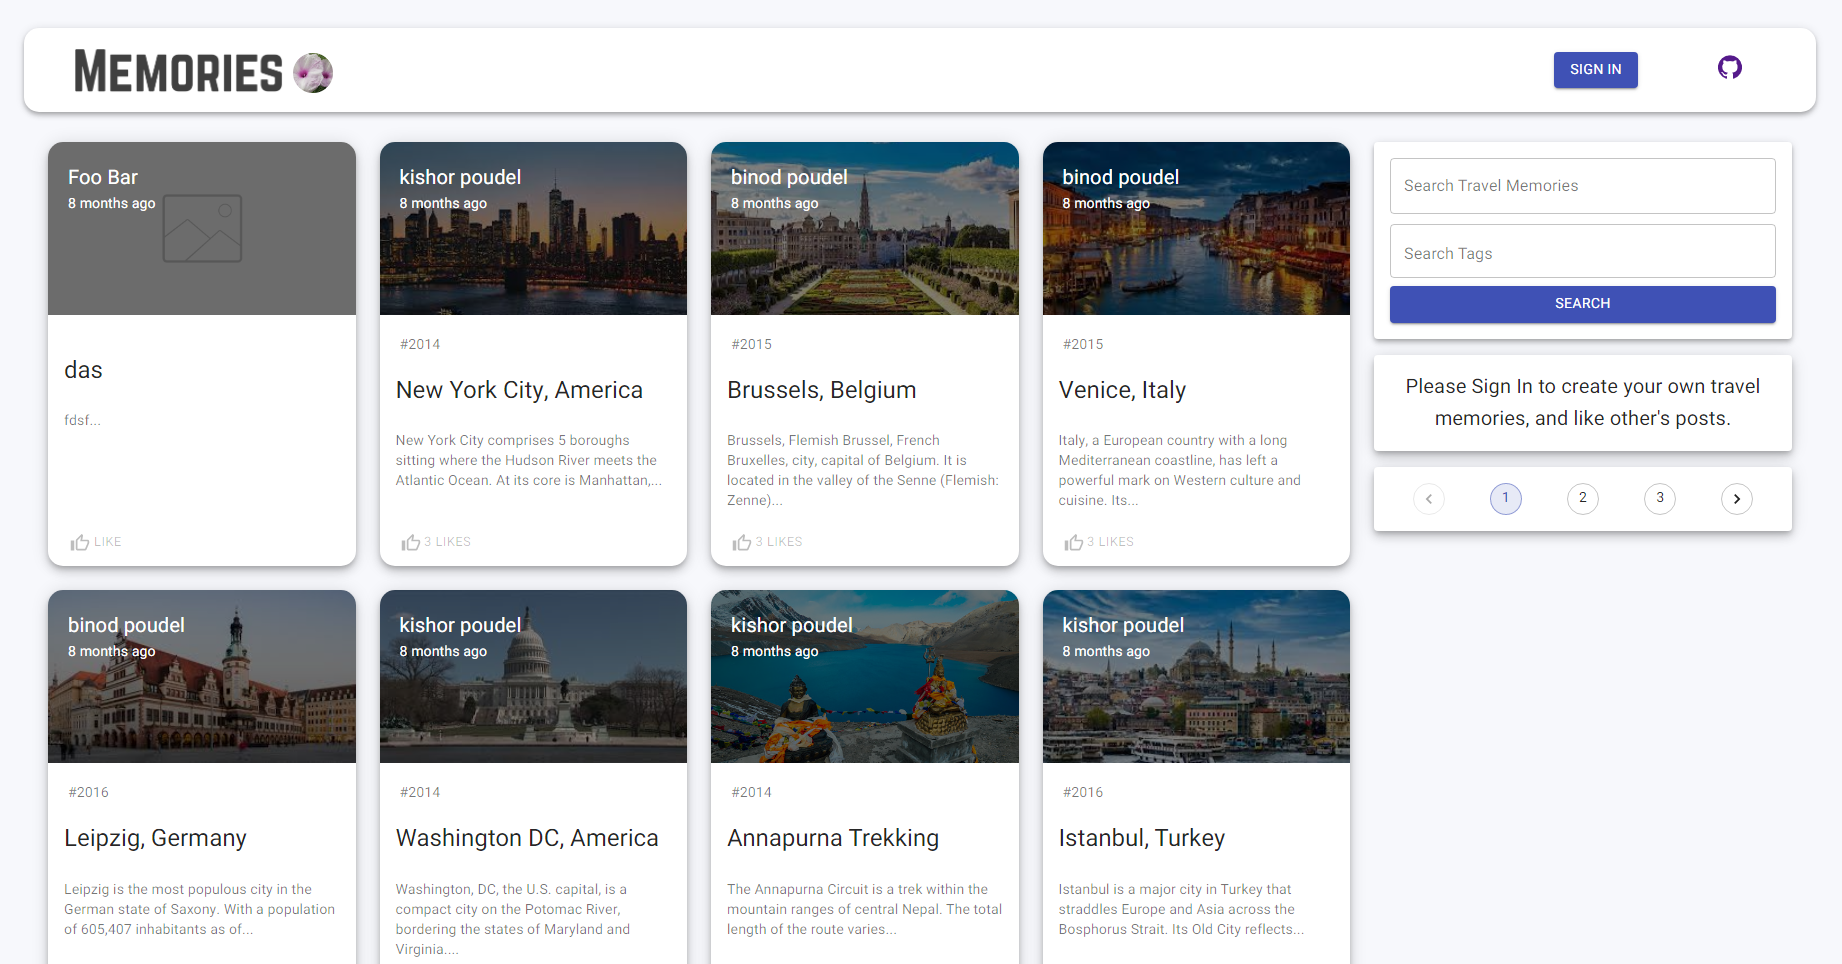 MEMORIES
SIGN IN
Foo Bar
8 months ago
das
fdsf...
LIKE
kishor poudel
8 months ago
#2014
New York City, America
New York City comprises 5 boroughs
sitting where the Hudson River meets the
Atlantic Ocean. At its core is Manhattan,...
3 LIKES
binod poudel
8 months ago
#2015
Brussels, Belgium
Brussels, Flemish Brussel, French
Bruxelles, city, capital of Belgium. It is
located in the valley of the Senne (Flemish:
Zenne)...
3 LIKES
binod poudel
8 months ago
#2015
Venice, Italy
Italy, a European country with a long
Mediterranean coastline, has left a
powerful mark on Western culture and
cuisine. Its...
3 LIKES
Search Travel Memories
Search Tags
SEARCH
Please Sign In to create your own travel
memories, and like other's posts.
1 2 3
binod poudel
8 months ago
#2016
Leipzig, Germany
Leipzig is the most populous city in the
German state of Saxony. With a population
of 605,407 inhabitants as of...
kishor poudel
8 months ago
#2014
Washington DC, America
Washington, DC, the U.S. capital, is a
compact city on the Potomac River,
bordering the states of Maryland and
Virginia....
kishor poudel
8 months ago
#2014
Annapurna Trekking
The Annapurna Circuit is a trek within the
mountain ranges of central Nepal. The total
length of the route varies...
kishor poudel
8 months ago
#2016
Istanbul, Turkey
Istanbul is a major city in Turkey that
straddles Europe and Asia across the
Bosphorus Strait. Its Old City reflects...